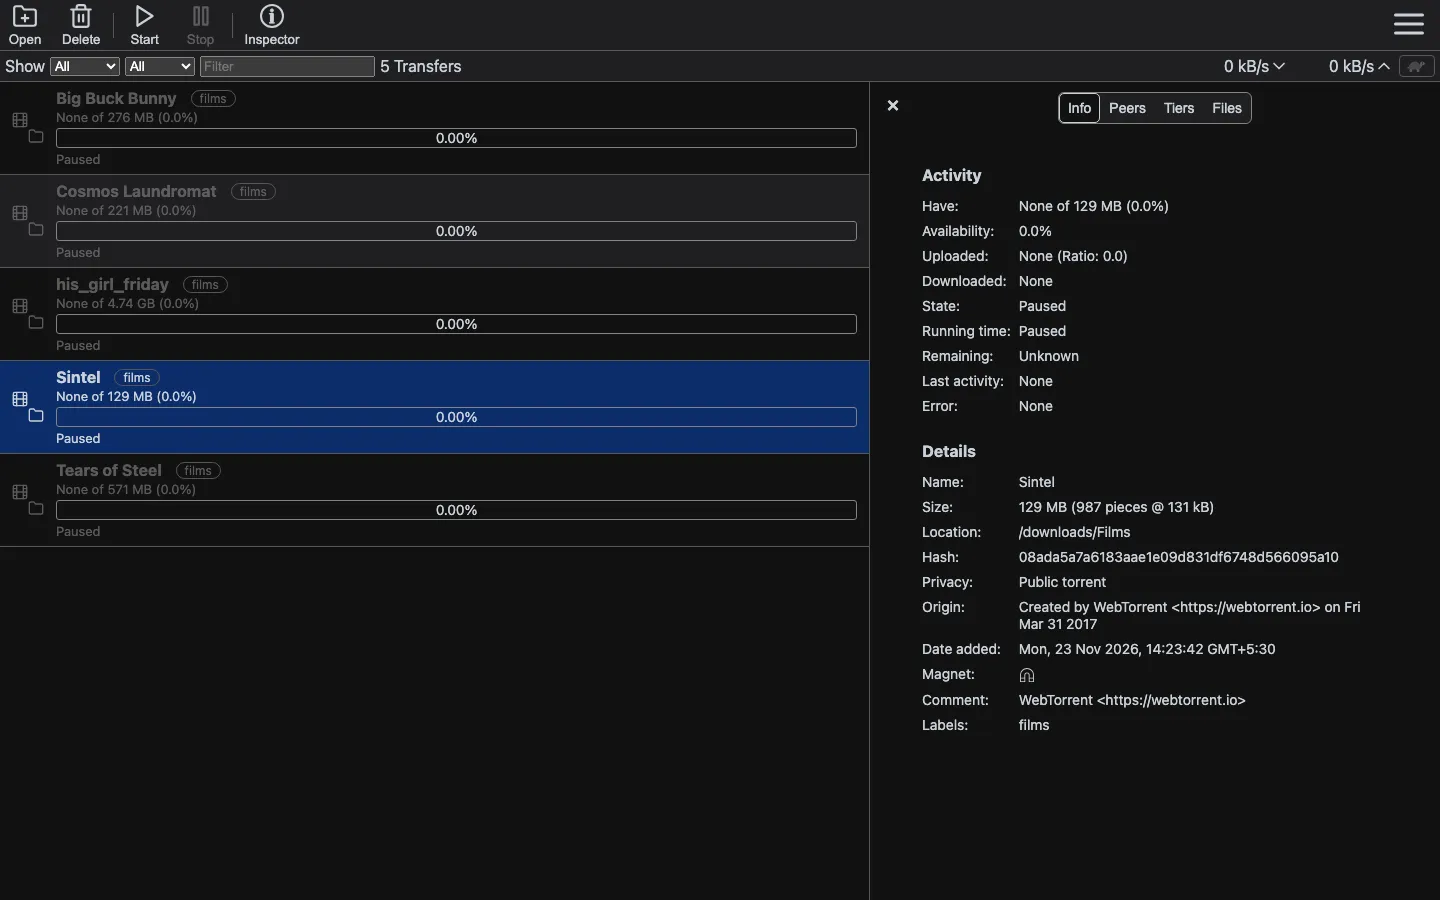 Open Delete Start Stop Inspector
Show All All Filter 5 Transfers 0 kB/s 0 kB/s
Big Buck Bunny films
None of 276 MB (0.0%)
0.00%
Paused
Cosmos Laundromat films
None of 221 MB (0.0%)
0.00%
Paused
his_girl_friday films
None of 4.74 GB (0.0%)
0.00%
Paused
Sintel films
None of 129 MB (0.0%)
0.00%
Paused
Tears of Steel films
None of 571 MB (0.0%)
0.00%
Paused
Info Peers Tiers Files
Activity
Have: None of 129 MB (0.0%)
Availability: 0.0%
Uploaded: None (Ratio: 0.0)
Downloaded: None
State: Paused
Running time: Paused
Remaining: Unknown
Last activity: None
Error: None
Details
Name: Sintel
Size: 129 MB (987 pieces @ 131 kB)
Location: /downloads/Films
Hash: 08ada5a7a6183aae1e09d831df6748d566095a10
Privacy: Public torrent
Origin: Created by WebTorrent <https://webtorrent.io> on Fri
Mar 31 2017
Date added: Mon, 23 Nov 2026, 14:23:42 GMT+5:30
Magnet:
Comment: WebTorrent <https://webtorrent.io>
Labels: films